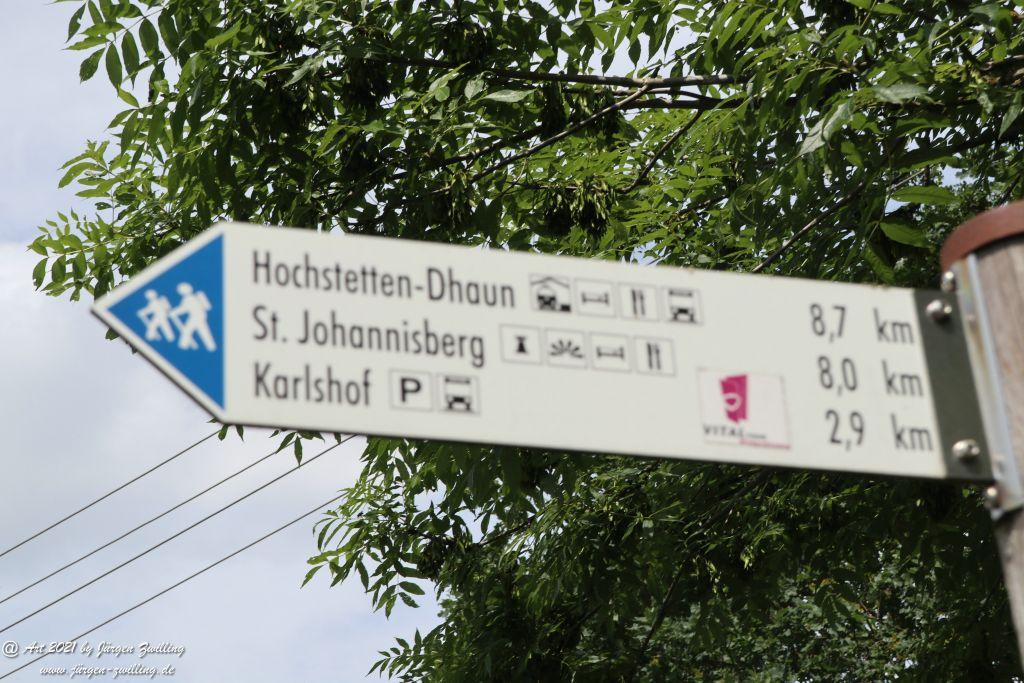 Hochstetten-Dhaun 8,7 km
St. Johannisberg 8,0 km
Karlshof P 2,9 km
VITAL
@ Art 2021 by Jürgen Zwilling
www.jürgen-zwilling.de